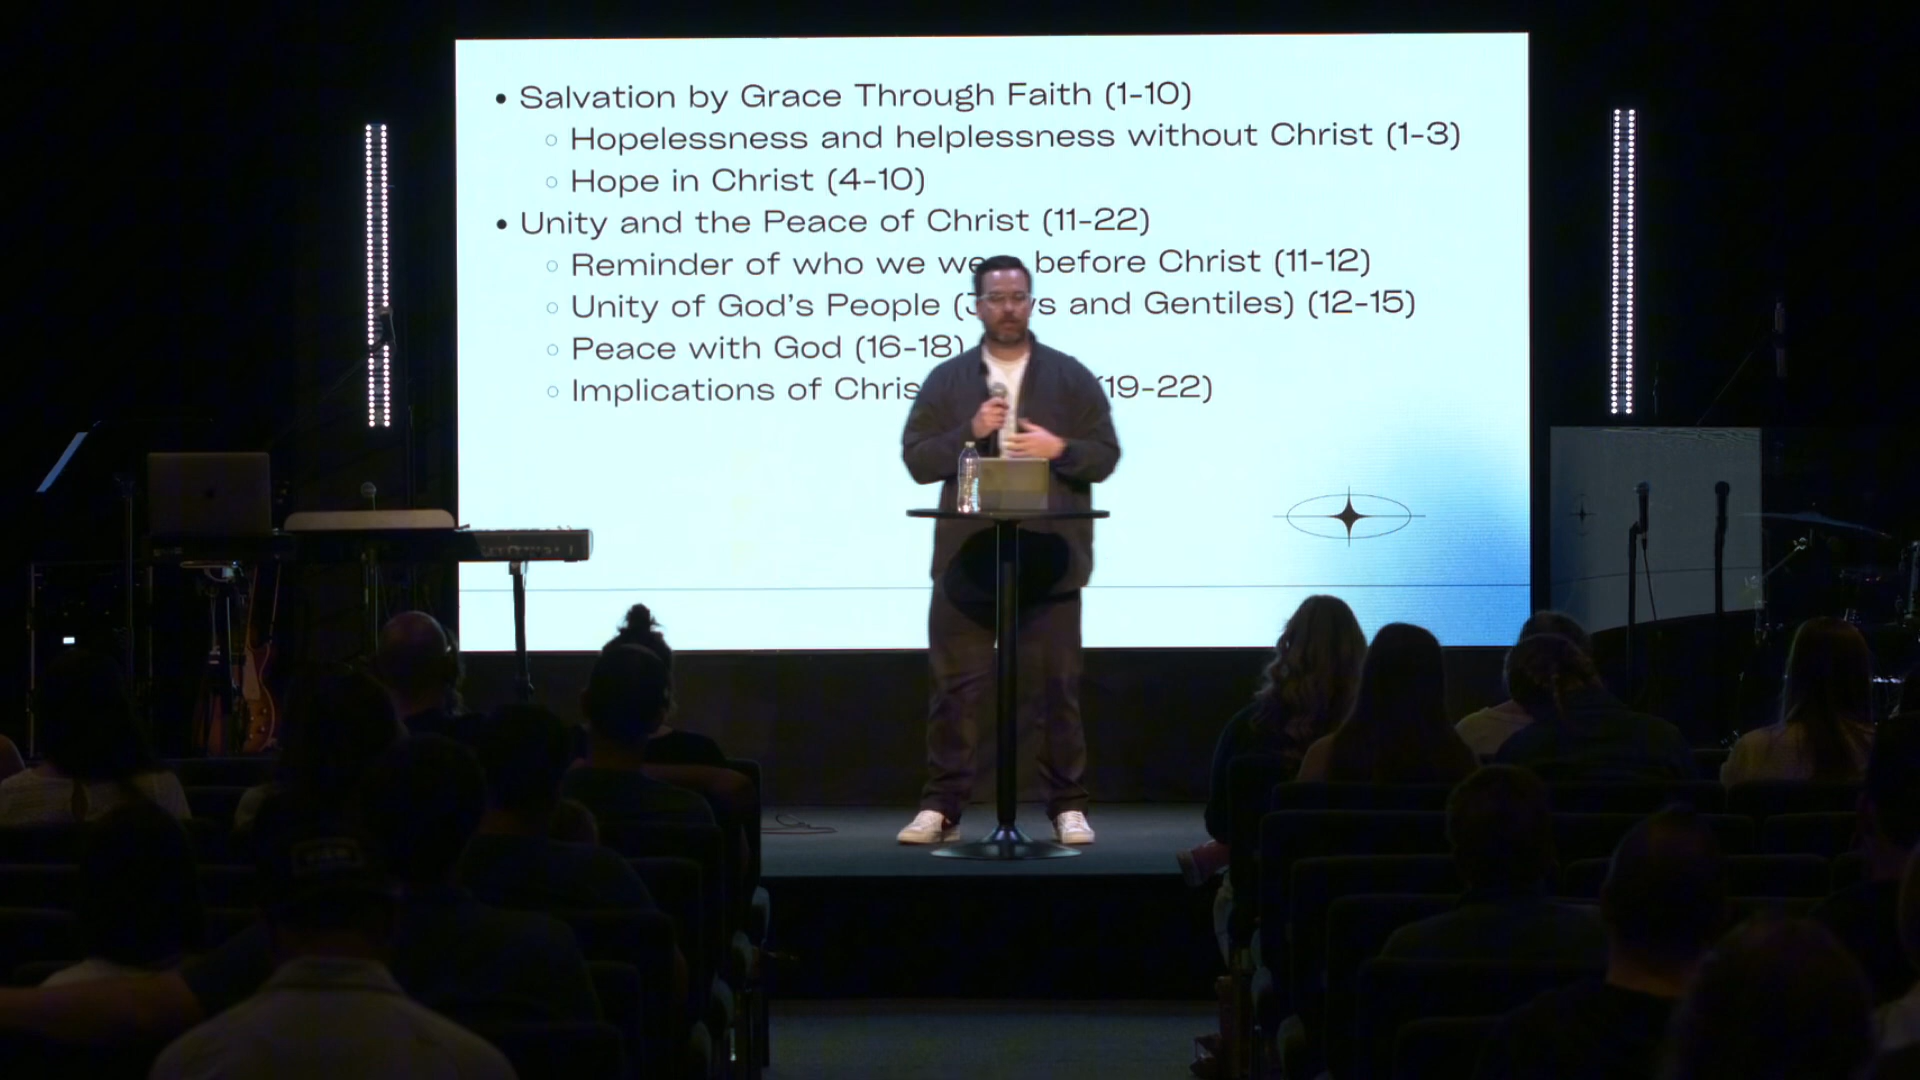 • Salvation by Grace Through Faith (1-10)
○ Hopelessness and helplessness without Christ (1-3)
○ Hope in Christ (4-10)
• Unity and the Peace of Christ (11-22)
○ Reminder of who we before Christ (11-12)
○ Unity of God's People ( and Gentiles) (12-15)
○ Peace with God (16-18)
○ Implications of (19-22)